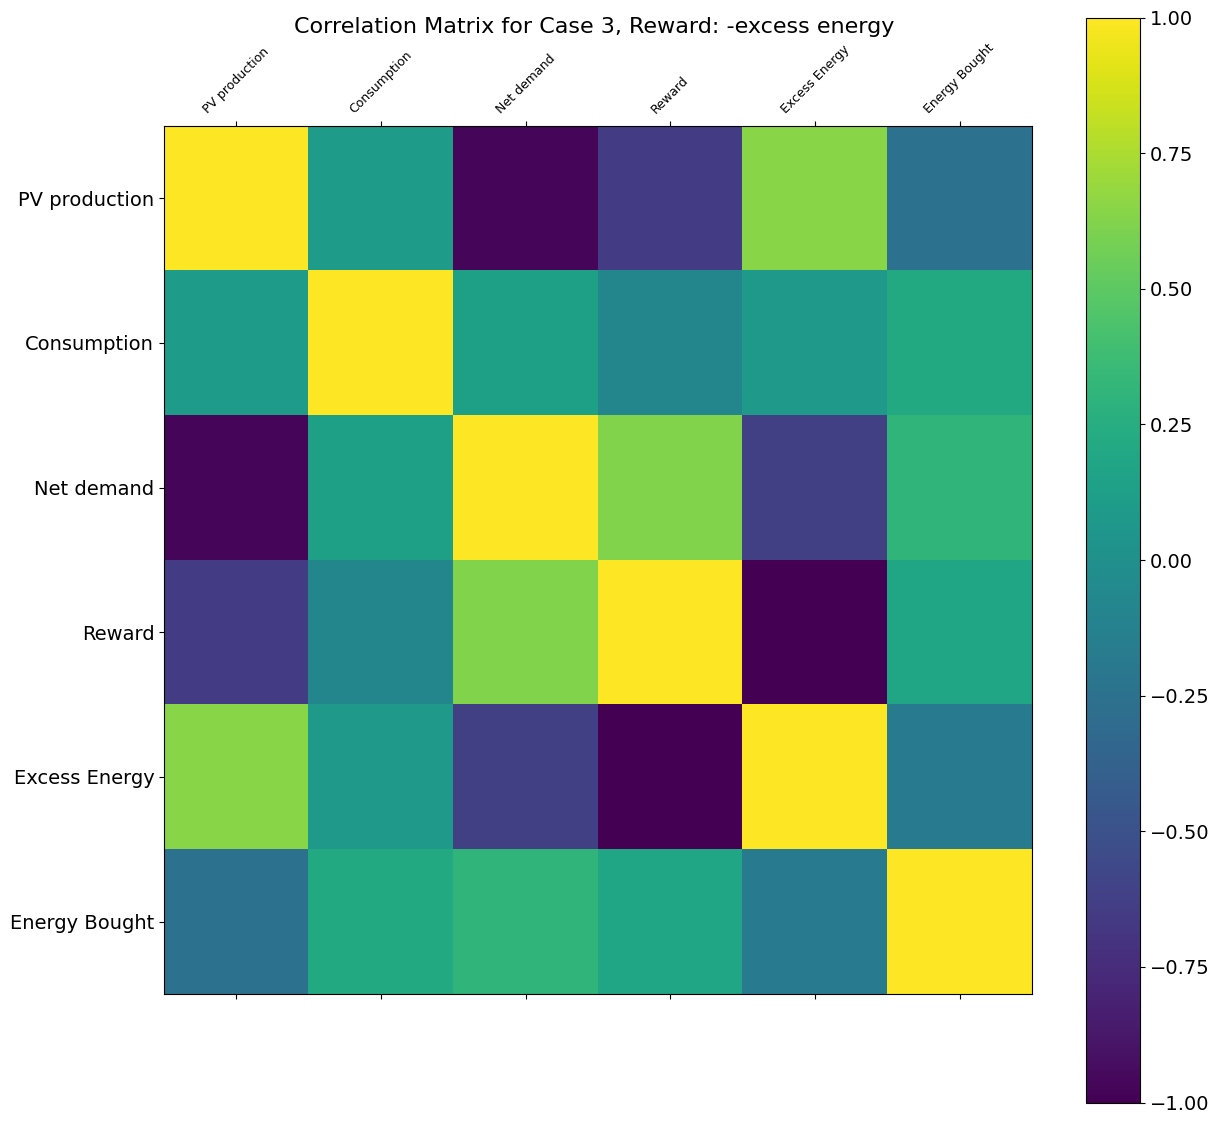 Correlation Matrix for Case 3, Reward: -excess energy
PV production
Consumption
Net demand
Reward
Excess Energy
Energy Bought
PV production
Consumption
Net demand
Reward
Excess Energy
Energy Bought
1.00
0.75
0.50
0.25
0.00
−0.25
−0.50
−0.75
−1.00